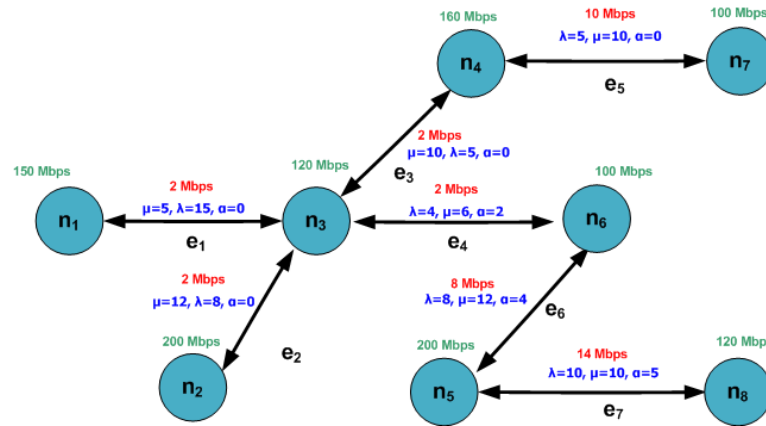 160 Mbps
10 Mbps
100 Mbps
λ=5, μ=10, α=0
n4
n7
e5
2 Mbps
μ=10, λ=5, α=0
120 Mbps
e3
100 Mbps
150 Mbps
2 Mbps
μ=5, λ=15, α=0
2 Mbps
λ=4, μ=6, α=2
n1
n3
n6
e1
e4
2 Mbps
μ=12, λ=8, α=0
8 Mbps
λ=8, μ=12, α=4
e6
200 Mbps
e2
200 Mbps
14 Mbps
120 Mbp
λ=10, μ=10, α=5
n2
n5
n8
e7